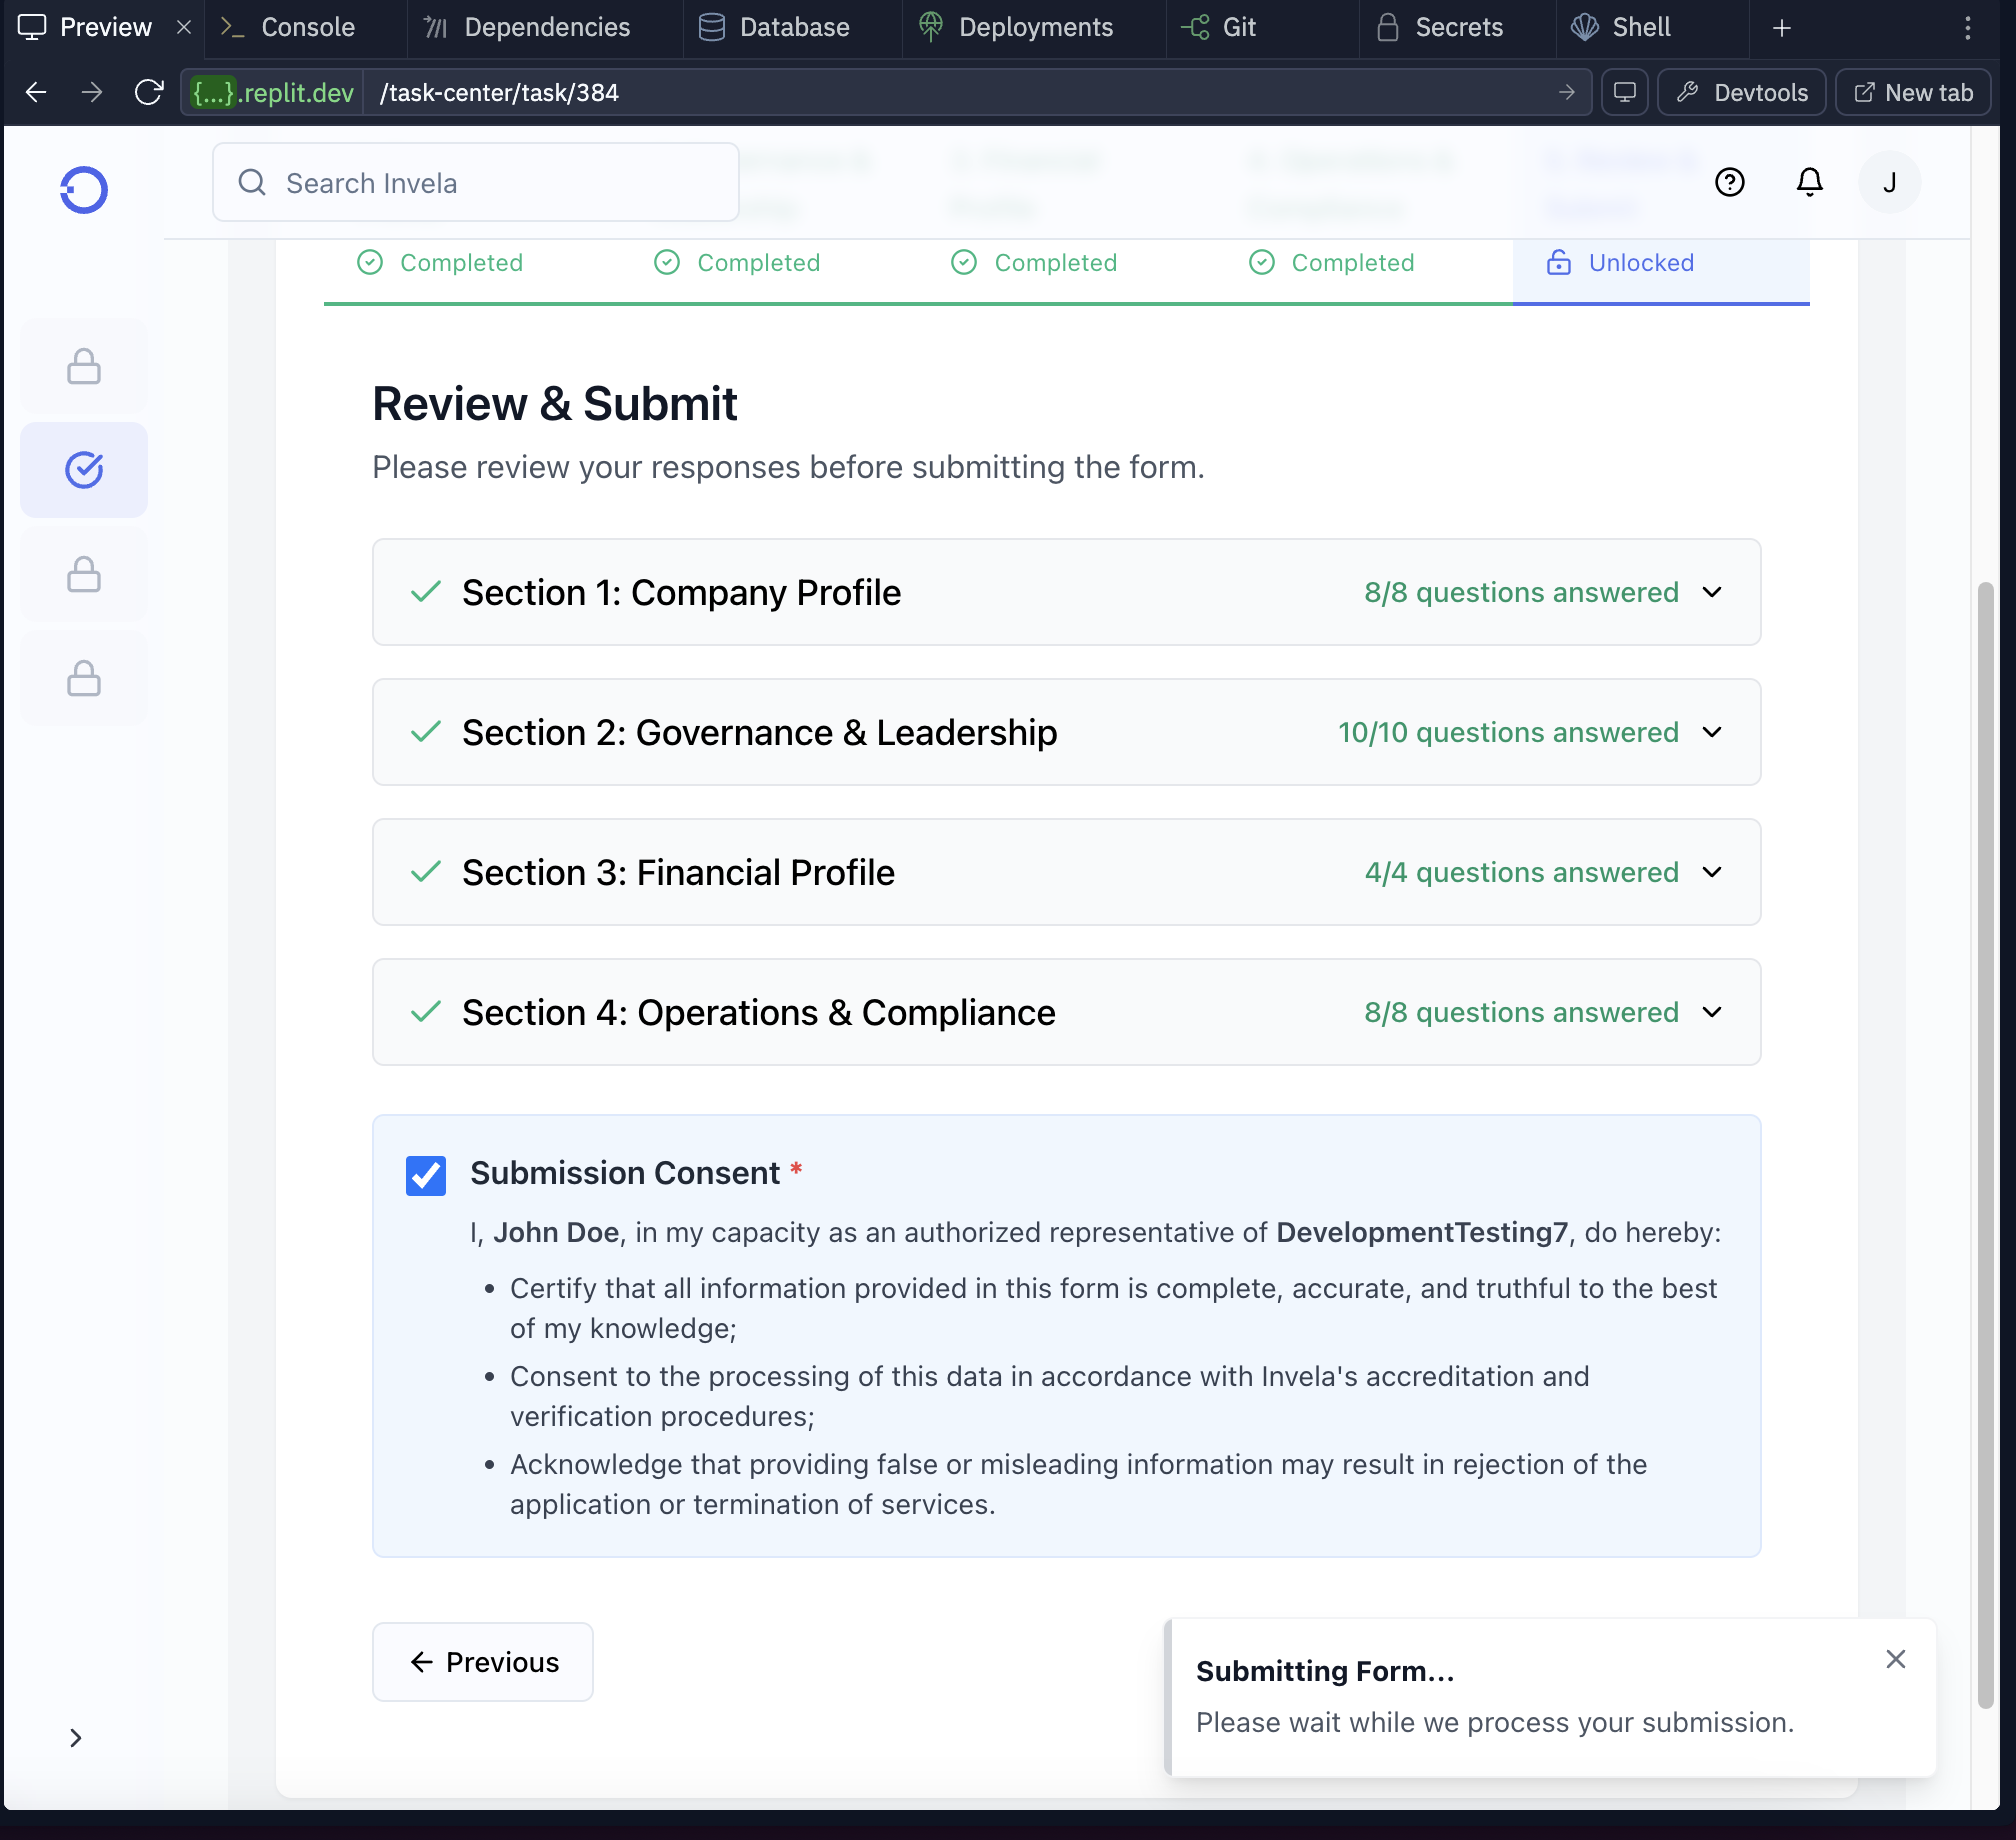 Preview
Console
Dependencies
Database
Deployments
Git
Secrets
Shell
{...}.replit.dev
/task-center/task/384
Devtools
New tab
Search Invela
J
Completed
Completed
Completed
Completed
Unlocked
Review & Submit
Please review your responses before submitting the form.
Section 1: Company Profile
8/8 questions answered
Section 2: Governance & Leadership
10/10 questions answered
Section 3: Financial Profile
4/4 questions answered
Section 4: Operations & Compliance
8/8 questions answered
Submission Consent *
I, John Doe, in my capacity as an authorized representative of DevelopmentTesting7, do hereby:
• Certify that all information provided in this form is complete, accurate, and truthful to the best
of my knowledge;
• Consent to the processing of this data in accordance with Invela's accreditation and
verification procedures;
• Acknowledge that providing false or misleading information may result in rejection of the
application or termination of services.
Previous
Submitting Form...
Please wait while we process your submission.